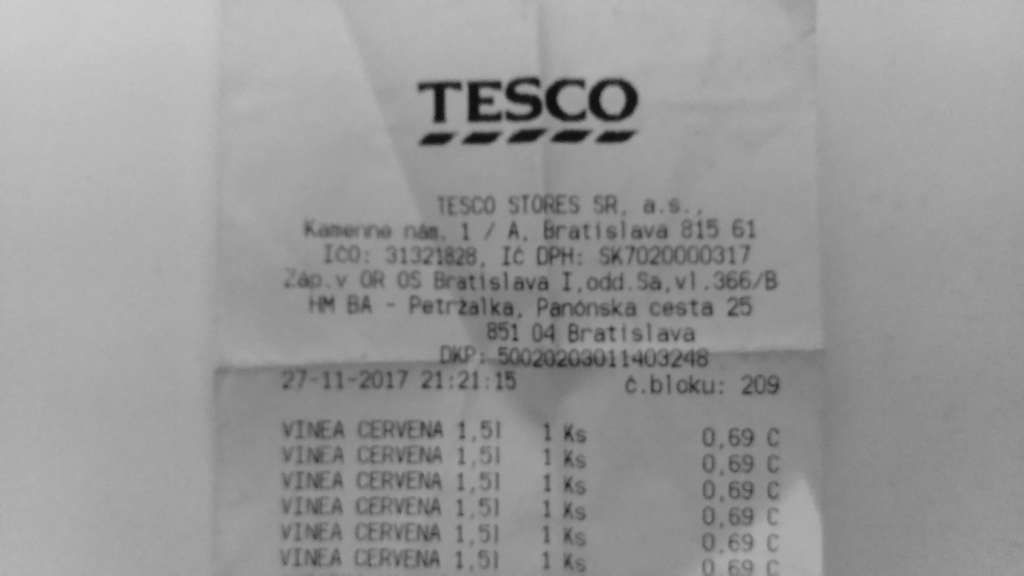 TESCO
TESCO STORES SR, a.s.,
Kamenné nám. 1 / A, Bratislava 815 61
IČO: 31321828, IČ DPH: SK7020000317
Záp.v OR OS Bratislava I,odd.Sa,vl.366/B
HM BA - Petržalka, Panónska cesta 25
851 04 Bratislava
DKP: 50020203011403248
27-11-2017 21:21:15 č.bloku: 209
VINEA CERVENA 1,5l 1 Ks 0,69 C
VINEA CERVENA 1,5l 1 Ks 0,69 C
VINEA CERVENA 1,5l 1 Ks 0,69 C
VINEA CERVENA 1,5l 1 Ks 0,69 C
VINEA CERVENA 1,5l 1 Ks 0,69 C
VINEA CERVENA 1,5l 1 Ks 0,69 C